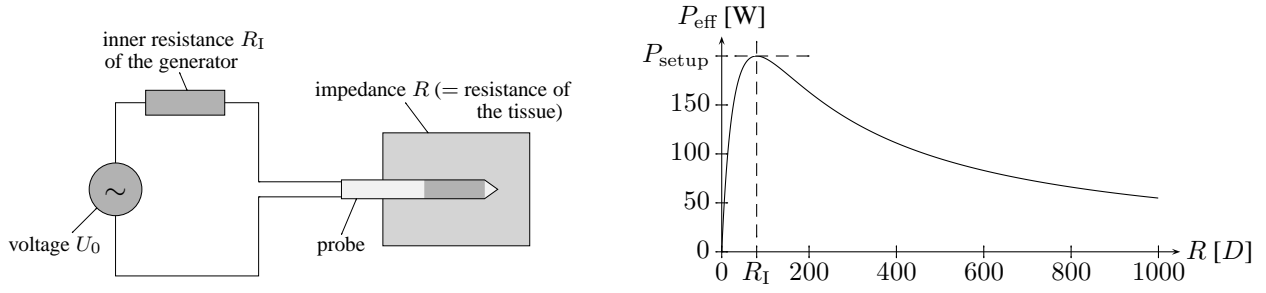 inner resistance R_I
of the generator
impedance R (= resistance of
the tissue)
voltage U_0
probe
~
P_eff [W]
P_setup
150
100
50
0
0 R_I 200 400 600 800 1000
R [D]